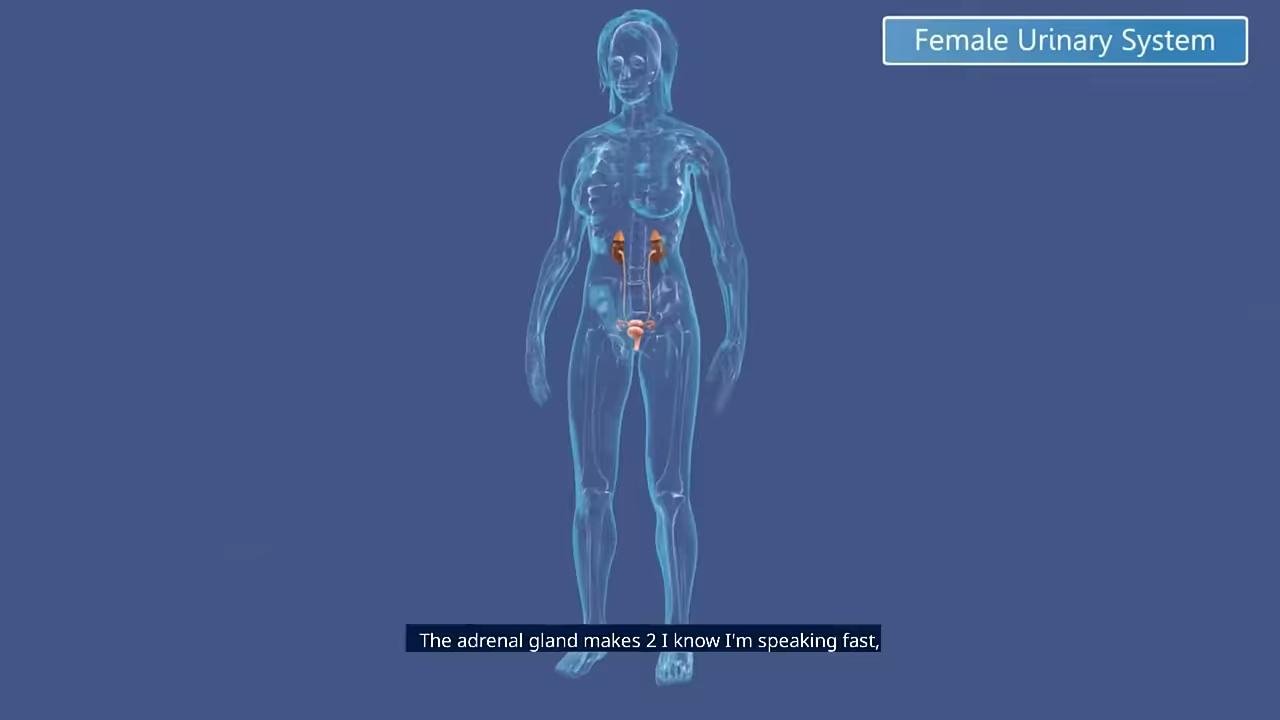 Female Urinary System
The adrenal gland makes 2 I know I'm speaking fast,